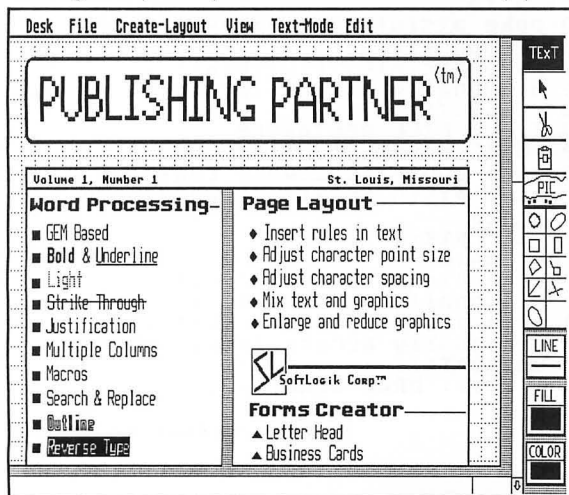 Desk File Create-Layout View Text-Mode Edit
PUBLISHING PARTNER (tm)
Volume 1, Number 1
St. Louis, Missouri
Word Processing
GEM Based
Bold & Underline
Light
Strike Through
Justification
Multiple Columns
Macros
Search & Replace
Outline
Reverse Type
Page Layout
Insert rules in text
Adjust character point size
Adjust character spacing
Mix text and graphics
Enlarge and reduce graphics
SL
SoftLogik Corp™
Forms Creator
Letter Head
Business Cards
TExT
PIC
LINE
FILL
COLOR